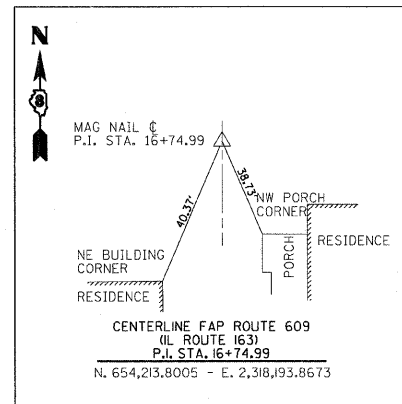 N
MAG NAIL ℄
P.I. STA. 16+74.99
40.37'
38.73'
NW PORCH
CORNER
PORCH
RESIDENCE
NE BUILDING
CORNER
RESIDENCE
CENTERLINE FAP ROUTE 609
(IL ROUTE 163)
P.I. STA. 16+74.99
N. 654,213.8005 - E. 2,318,193.8673